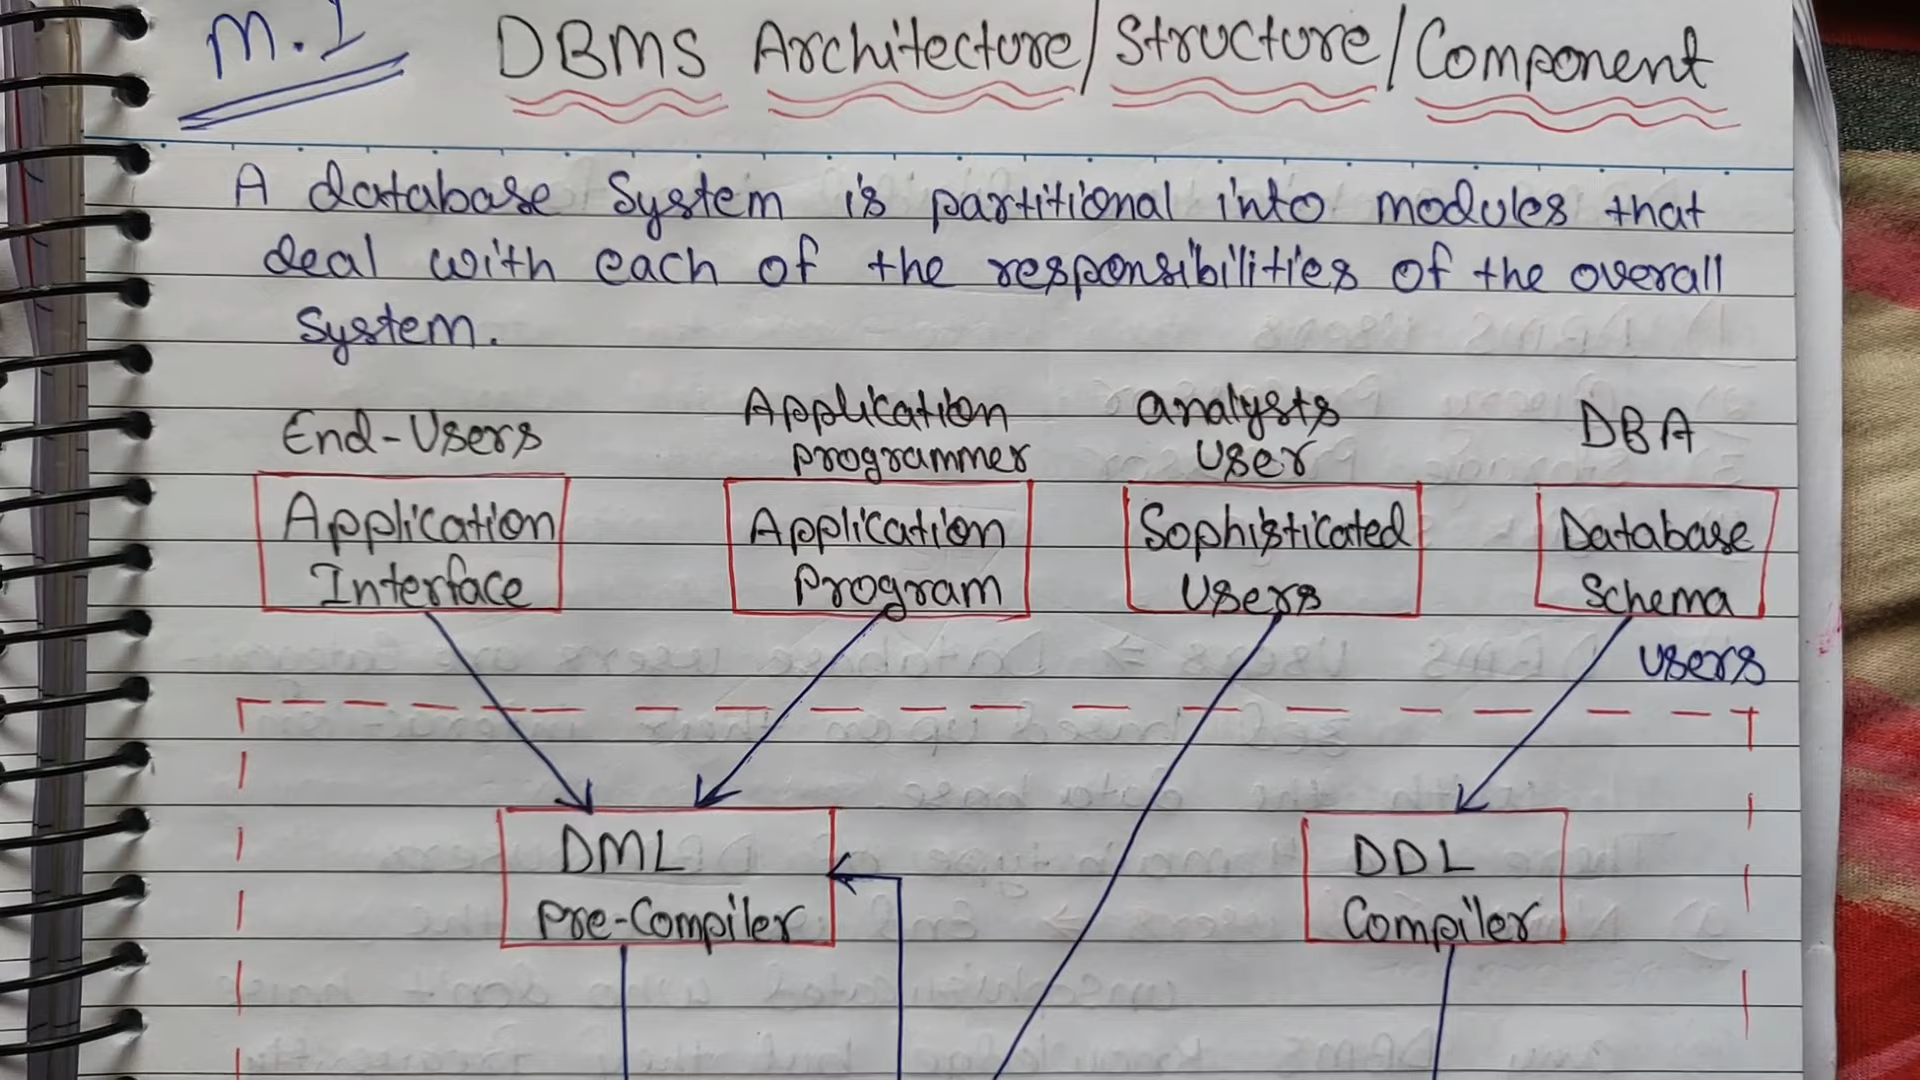 M.I
DBMS Architecture/Structure/Component
A database System is partitional into modules that
deal with each of the responsibilities of the overall
System.
End-Users
Application
programmer
analysts
user
DBA
Application
Interface
Application
Program
Sophisticated
Users
Database
Schema
users
DML
Pre-Compiler
DDL
Compiler